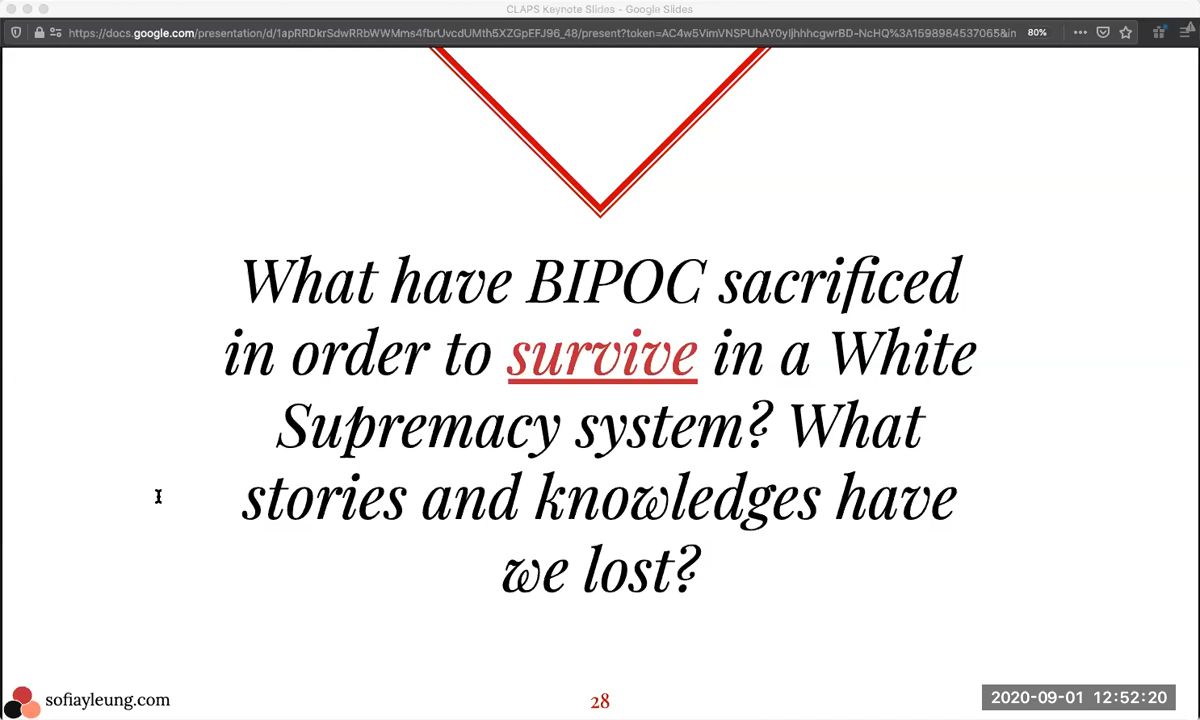 CLAPS Keynote Slides - Google Slides
https://docs.google.com/presentation/d/1apRRDkrSdwRRbWWMms4fbrUvcdUMth5XZGpEFJ96_48/present?token=AC4w5VimVNSPUhAY0yIjhhhcgwrBD-NcHQ%3A1598984537065&in 80%
What have BIPOC sacrificed
in order to survive in a White
Supremacy system? What
stories and knowledges have
we lost?
sofiayleung.com 28 2020-09-01 12:52:20